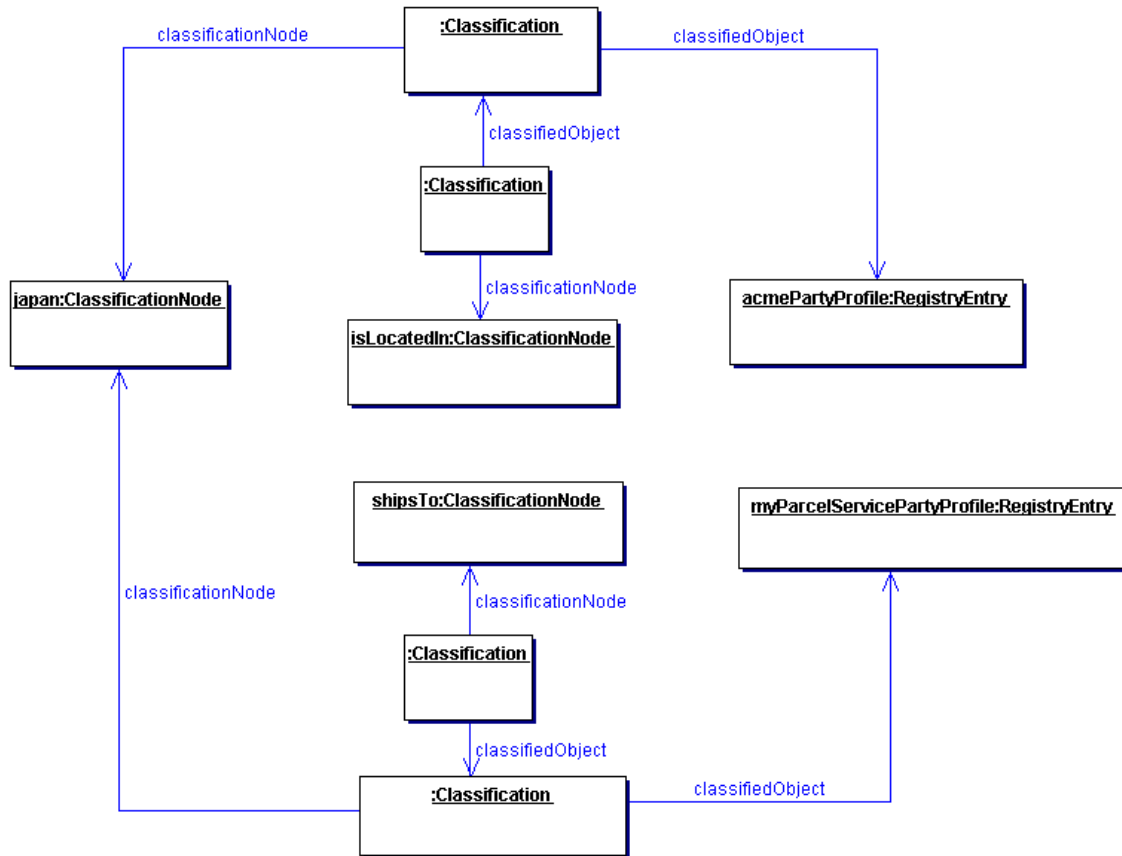 :Classification
classificationNode
classifiedObject
classifiedObject
:Classification
classificationNode
japan:ClassificationNode
acmePartyProfile:RegistryEntry
isLocatedIn:ClassificationNode
shipsTo:ClassificationNode
myParcelServicePartyProfile:RegistryEntry
classificationNode
classificationNode
:Classification
classifiedObject
:Classification
classifiedObject